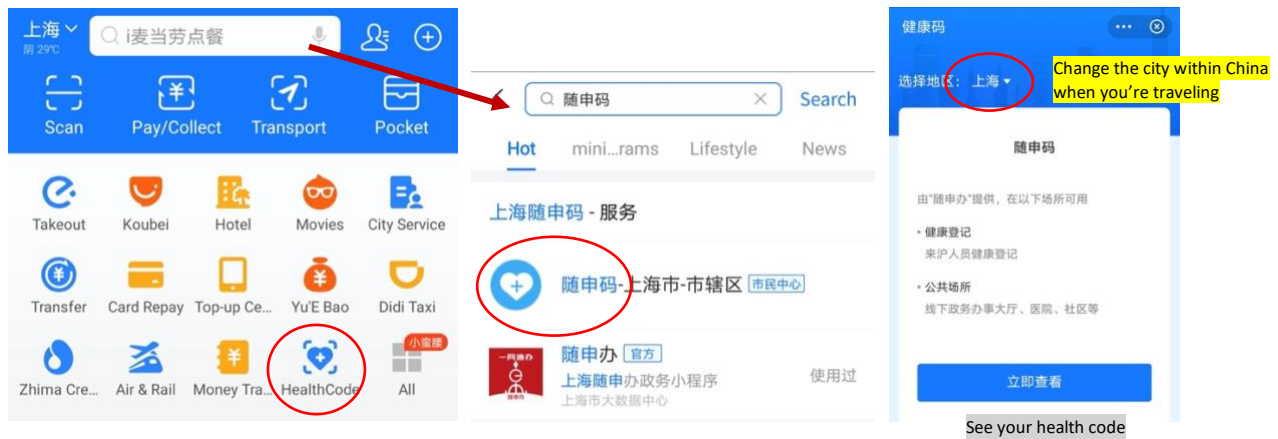 上海
阴 29℃
i麦当劳点餐
Scan
Pay/Collect
Transport
Pocket
Takeout
Koubei
Hotel
Movies
City Service
Transfer
Card Repay
Top-up Ce...
Yu'E Bao
Didi Taxi
小蛮腰
Zhima Cre...
Air & Rail
Money Tra...
HealthCode
All
随申码
Search
Hot
mini...rams
Lifestyle
News
上海随申码 - 服务
随申码-上海市-市辖区 市民中心
一网通办
随申办
随申办 官方
上海随申办政务小程序
使用过
上海市大数据中心
健康码
选择地区： 上海
Change the city within China
when you're traveling
随申码
由"随申办"提供，在以下场所可用
· 健康登记
来沪人员健康登记
· 公共场所
线下政务办事大厅、医院、社区等
立即查看
See your health code